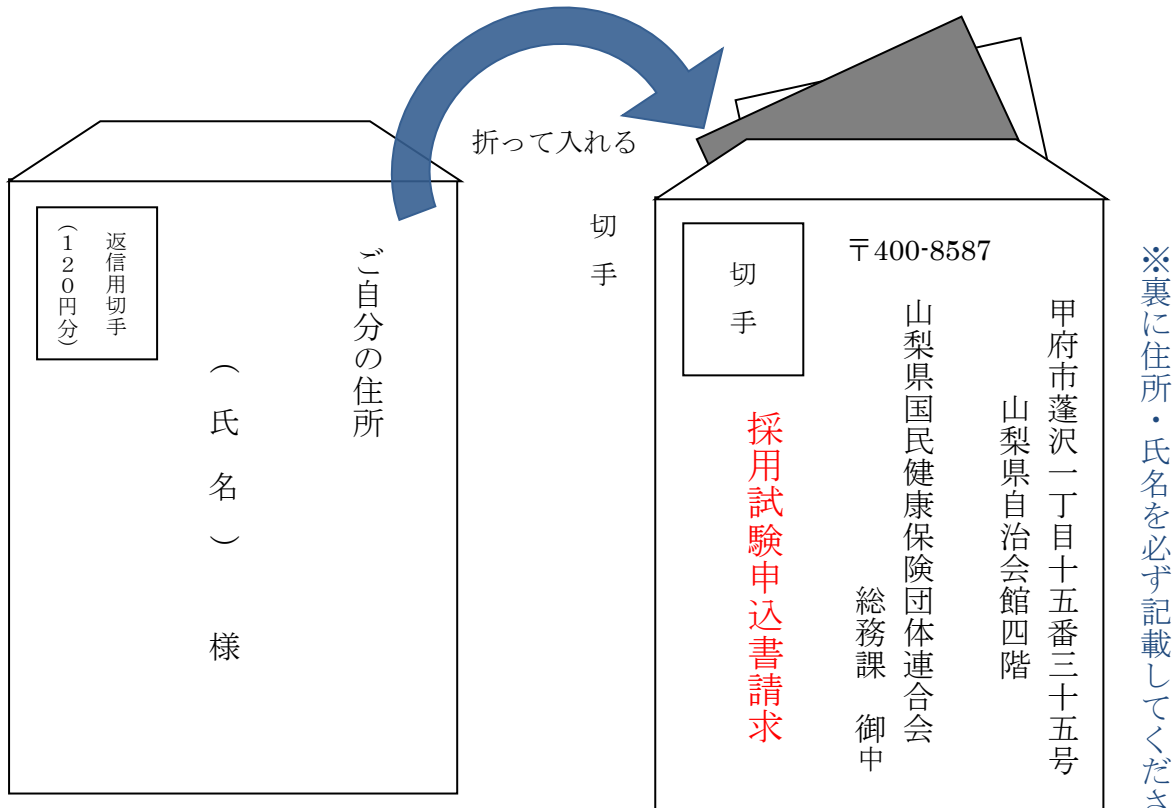 折って入れる
返信用切手
（１２０円分）
ご自分の住所
（氏名）様
切手
切手
〒400-8587
甲府市蓬沢一丁目十五番三十五号
山梨県自治会館四階
山梨県国民健康保険団体連合会
総務課　御中
採用試験申込書請求
※裏に住所・氏名を必ず記載してくださ